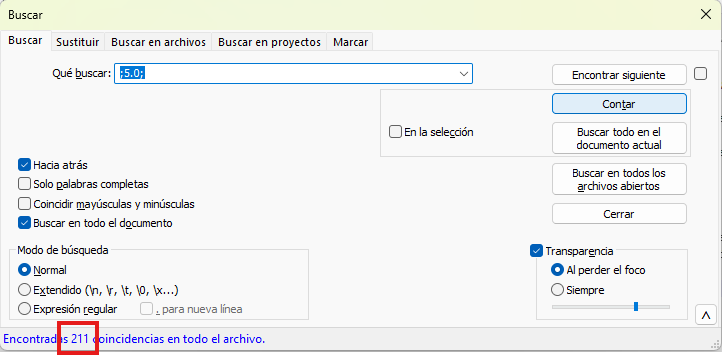 Buscar
Buscar Sustituir Buscar en archivos Buscar en proyectos Marcar
Qué buscar: ;5.0; Encontrar siguiente
Contar
En la selección Buscar todo en el documento actual
Hacia atrás
Buscar en todos los archivos abiertos
Solo palabras completas
Coincidir mayúsculas y minúsculas
Buscar en todo el documento
Cerrar
Modo de búsqueda
Normal
Extendido (\n, \r, \t, \0, \x...)
Expresión regular . para nueva línea
Transparencia
Al perder el foco
Siempre
Encontradas 211 coincidencias en todo el archivo.